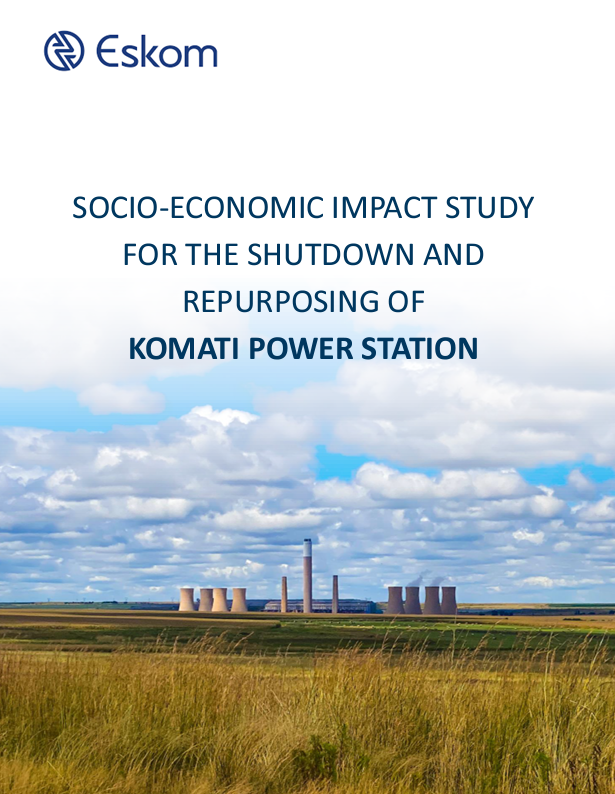 Eskom
SOCIO-ECONOMIC IMPACT STUDY
FOR THE SHUTDOWN AND
REPURPOSING OF
KOMATI POWER STATION